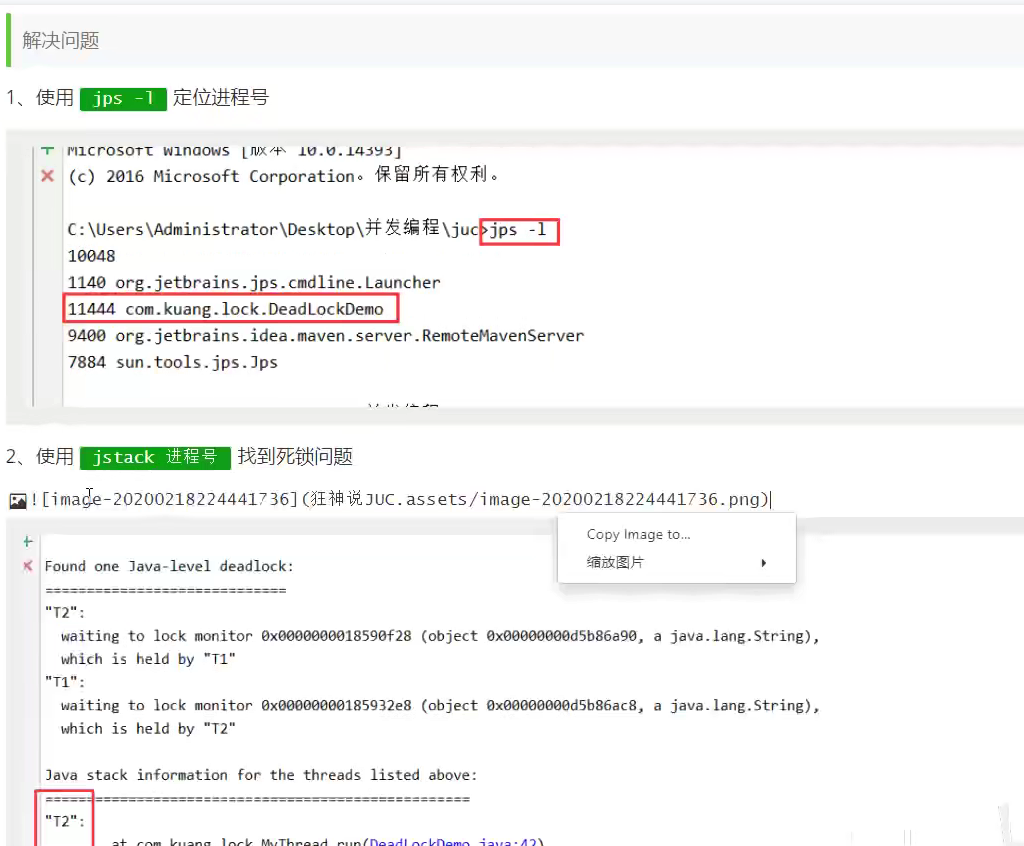 解决问题
1、使用 jps -l 定位进程号
Microsoft Windows [版本 10.0.14393]
(c) 2016 Microsoft Corporation。保留所有权利。
C:\Users\Administrator\Desktop\并发编程\juc>jps -l
10048
1140 org.jetbrains.jps.cmdline.Launcher
11444 com.kuang.lock.DeadLockDemo
9400 org.jetbrains.idea.maven.server.RemoteMavenServer
7884 sun.tools.jps.Jps
2、使用 jstack 进程号 找到死锁问题
![image-20200218224441736](狂神说JUC.assets/image-20200218224441736.png)
Copy Image to...
缩放图片
Found one Java-level deadlock:
=============================
"T2":
waiting to lock monitor 0x0000000018590f28 (object 0x00000000d5b86a90, a java.lang.String),
which is held by "T1"
"T1":
waiting to lock monitor 0x00000000185932e8 (object 0x00000000d5b86ac8, a java.lang.String),
which is held by "T2"
Java stack information for the threads listed above:
===================================================
"T2":
at com.kuang.lock.MyThread.run(DeadLockDemo.java:42)